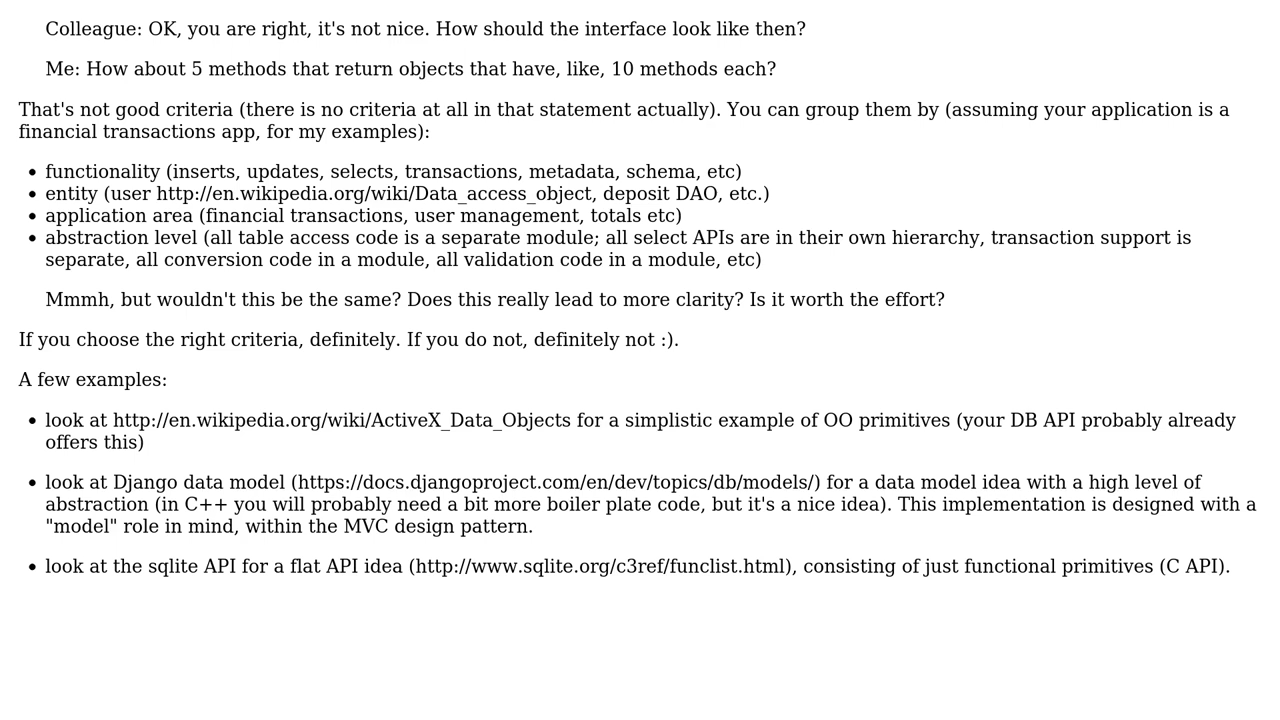 Colleague: OK, you are right, it's not nice. How should the interface look like then?
Me: How about 5 methods that return objects that have, like, 10 methods each?
That's not good criteria (there is no criteria at all in that statement actually). You can group them by (assuming your application is a
financial transactions app, for my examples):
• functionality (inserts, updates, selects, transactions, metadata, schema, etc)
• entity (user http://en.wikipedia.org/wiki/Data_access_object, deposit DAO, etc.)
• application area (financial transactions, user management, totals etc)
• abstraction level (all table access code is a separate module; all select APIs are in their own hierarchy, transaction support is
separate, all conversion code in a module, all validation code in a module, etc)
Mmmh, but wouldn't this be the same? Does this really lead to more clarity? Is it worth the effort?
If you choose the right criteria, definitely. If you do not, definitely not :).
A few examples:
• look at http://en.wikipedia.org/wiki/ActiveX_Data_Objects for a simplistic example of OO primitives (your DB API probably already
offers this)
• look at Django data model (https://docs.djangoproject.com/en/dev/topics/db/models/) for a data model idea with a high level of
abstraction (in C++ you will probably need a bit more boiler plate code, but it's a nice idea). This implementation is designed with a
"model" role in mind, within the MVC design pattern.
• look at the sqlite API for a flat API idea (http://www.sqlite.org/c3ref/funclist.html), consisting of just functional primitives (C API).